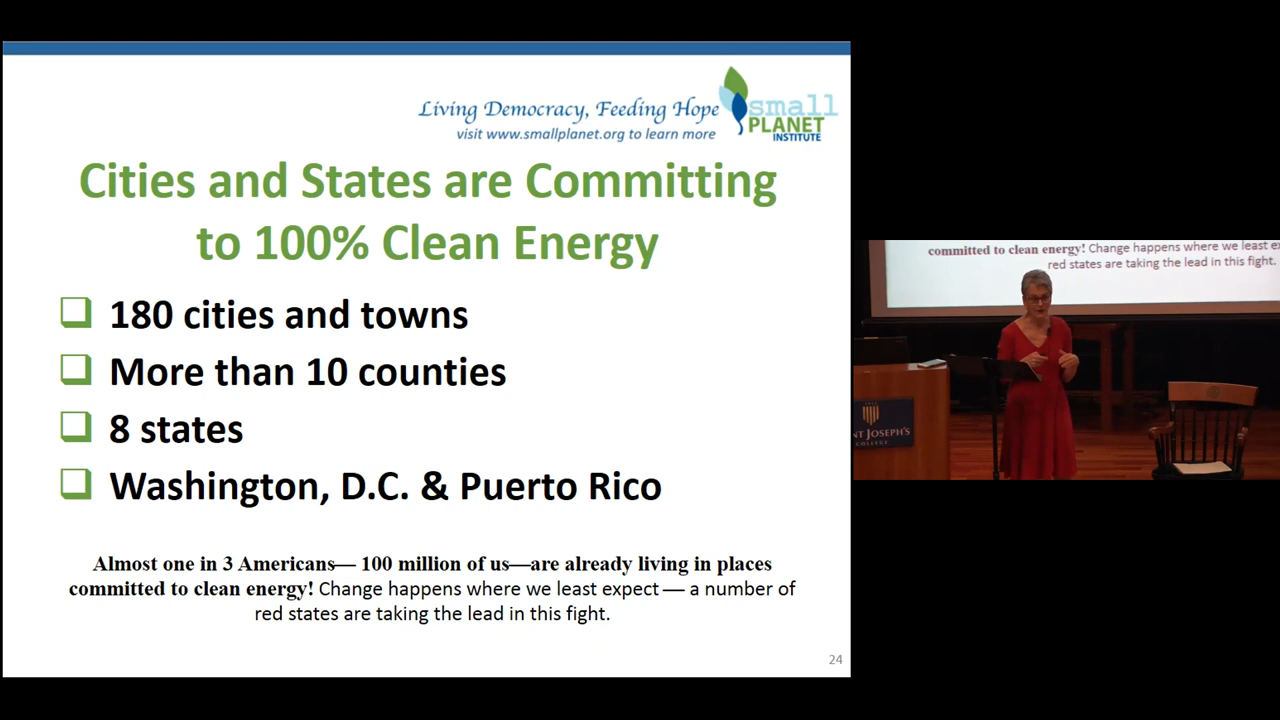 Living Democracy, Feeding Hope
visit www.smallplanet.org to learn more
small
PLANET
INSTITUTE
Cities and States are Committing
to 100% Clean Energy
180 cities and towns
More than 10 counties
8 states
Washington, D.C. & Puerto Rico
Almost one in 3 Americans— 100 million of us—are already living in places
committed to clean energy! Change happens where we least expect — a number of
red states are taking the lead in this fight.
24
committed to clean energy! Change happens where we least ex
red states are taking the lead in this fight.
NT JOSEPH'S
COLLEGE